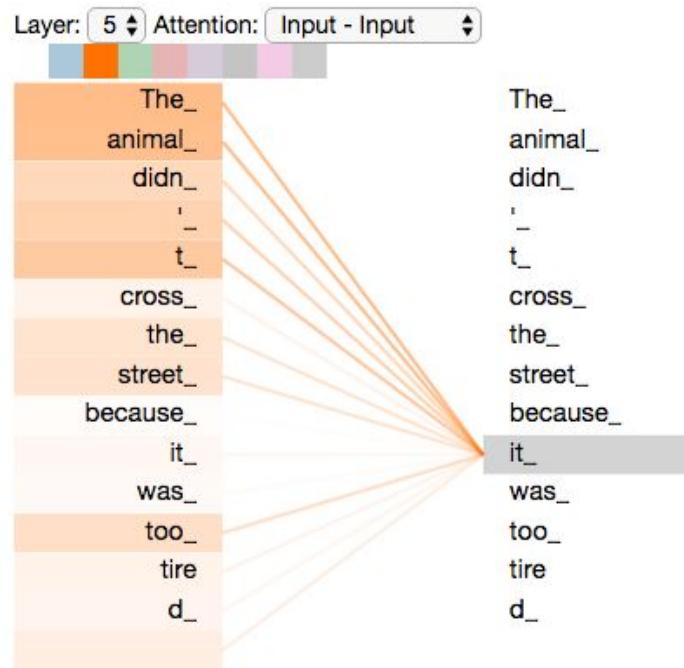 Layer: 5 Attention: Input - Input
The_ The_
animal_ animal_
didn_ didn_
'_ '_
t_ t_
cross_ cross_
the_ the_
street_ street_
because_ because_
it_ it_
was_ was_
too_ too_
tire tire
d_ d_